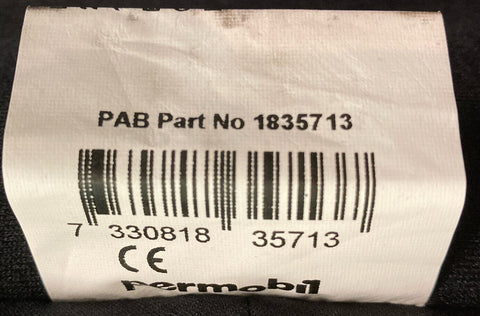 PAB Part No 1835713
7 330818 35713
CE
permobil